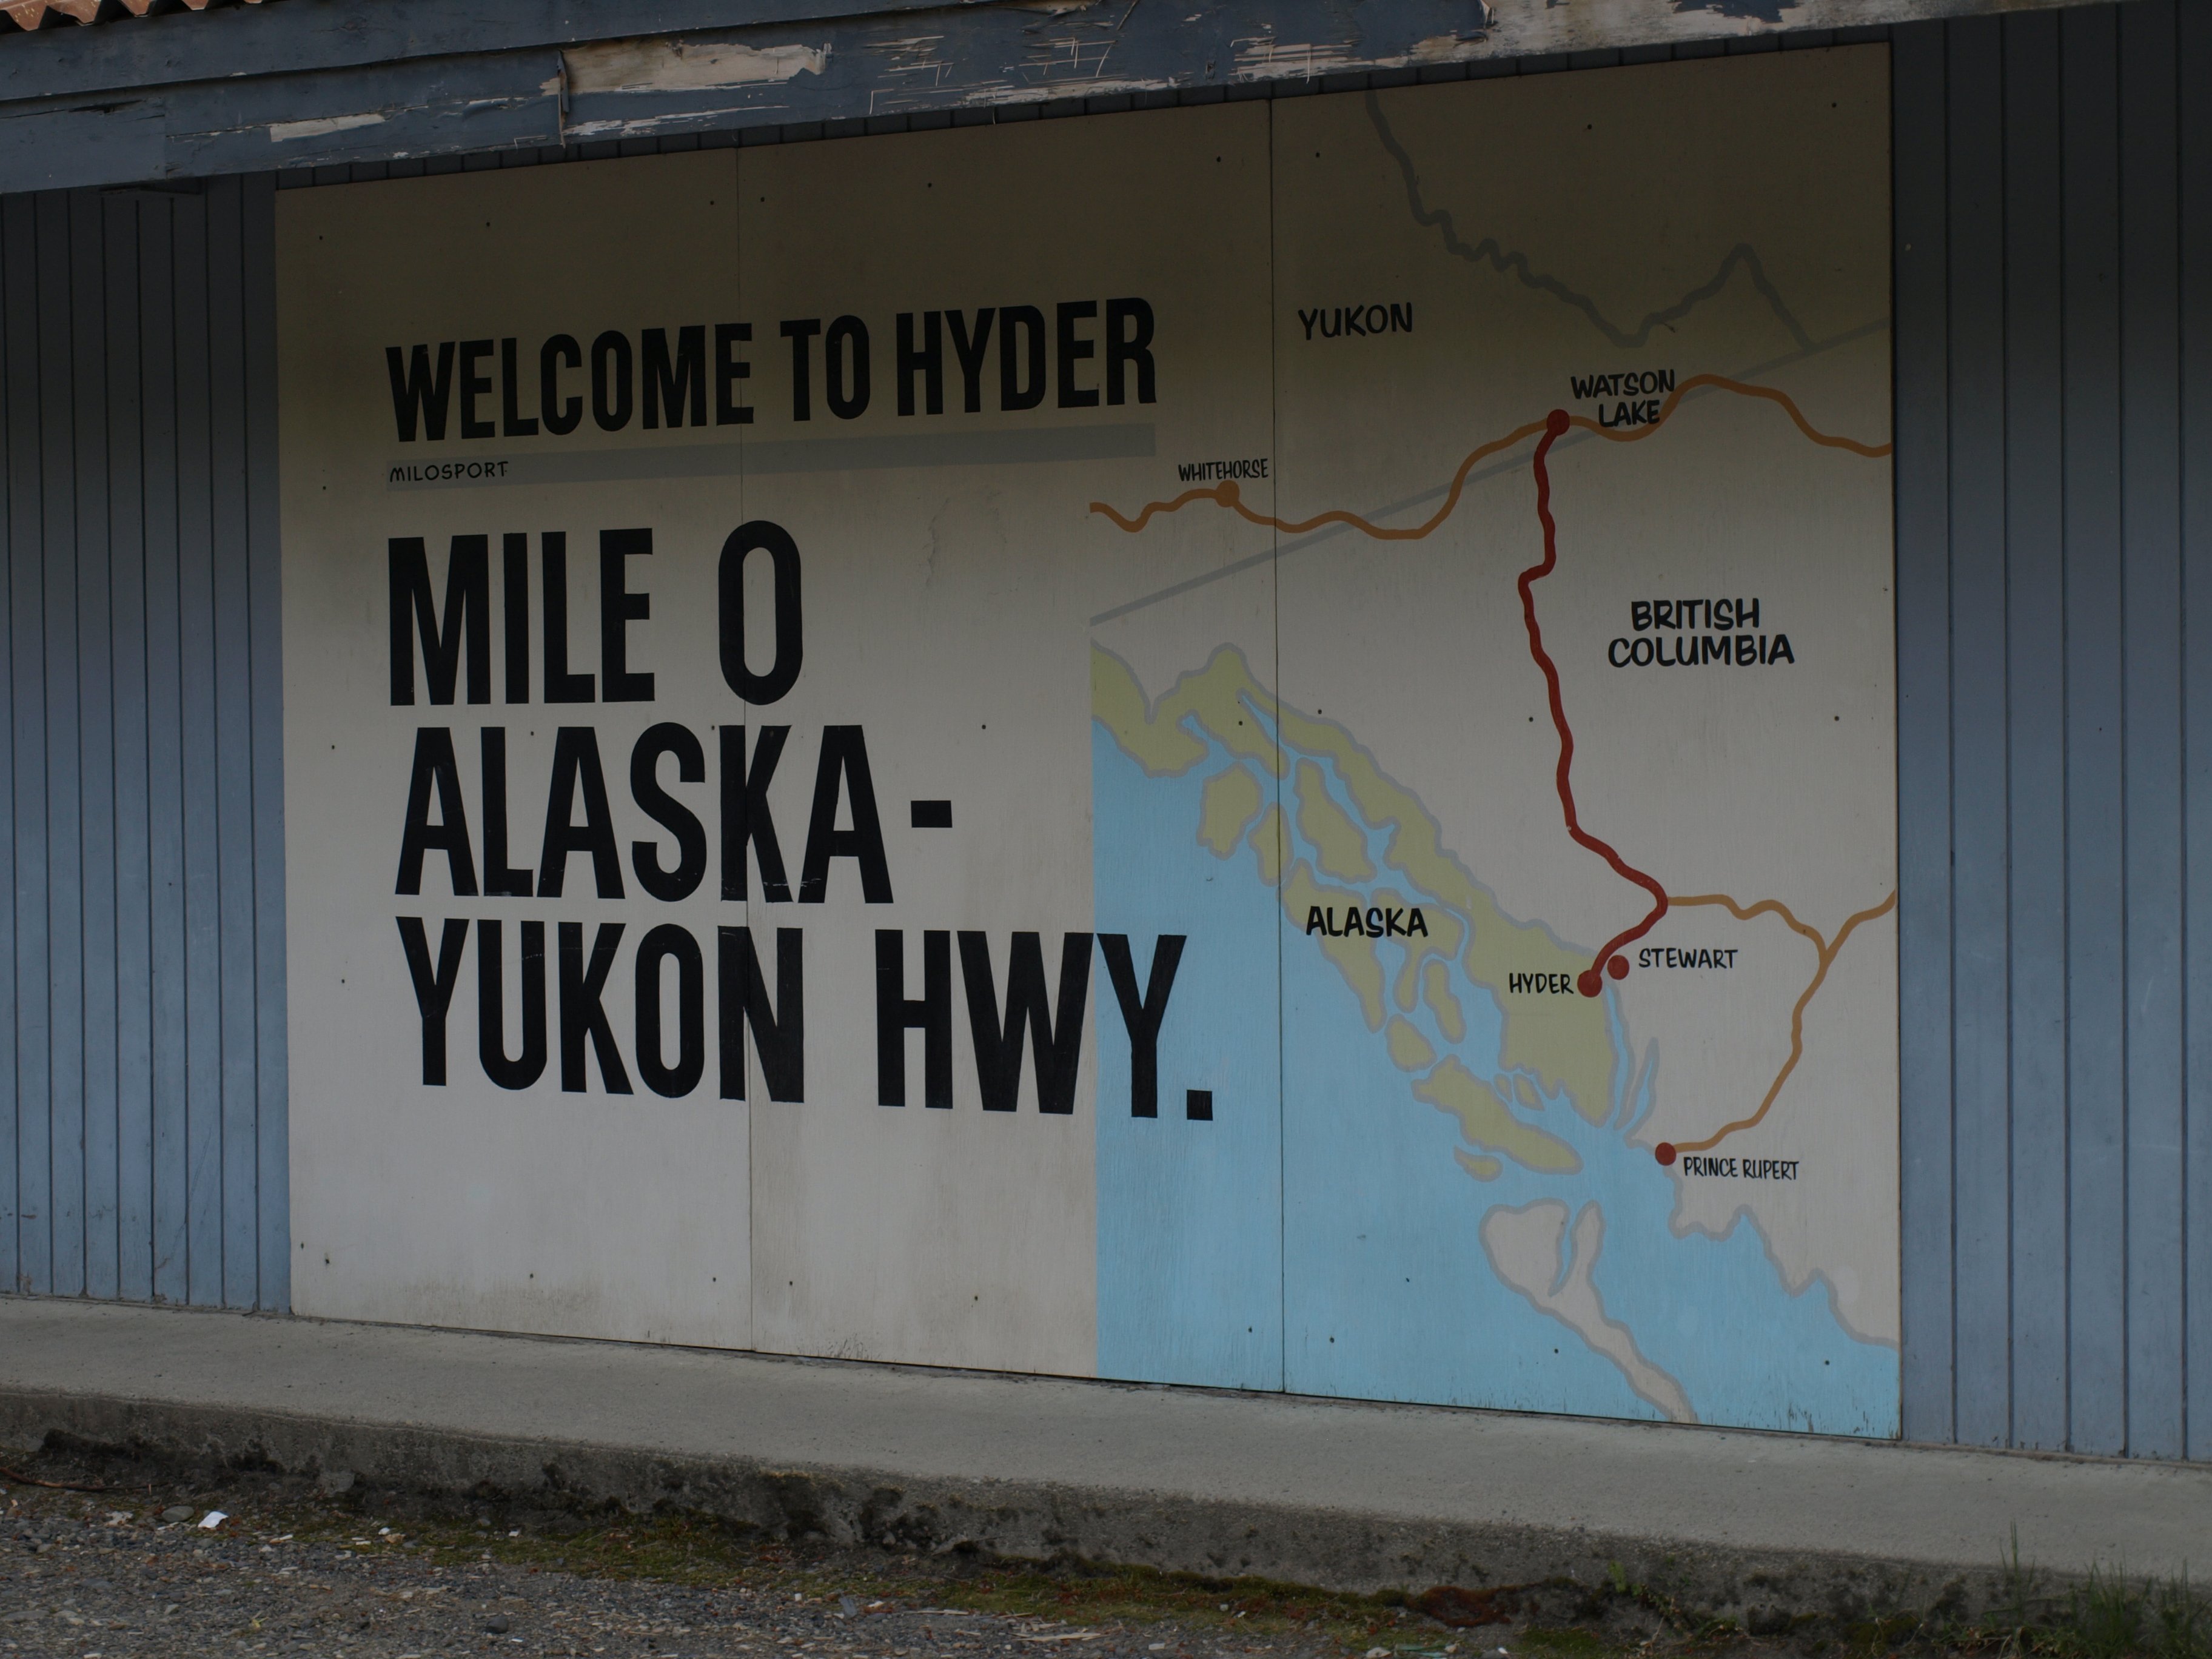 WELCOME TO HYDER
MILOSPORT
MILE 0
ALASKA-
YUKON HWY.
YUKON
WATSON
LAKE
WHITEHORSE
BRITISH
COLUMBIA
ALASKA
STEWART
HYDER
PRINCE RUPERT